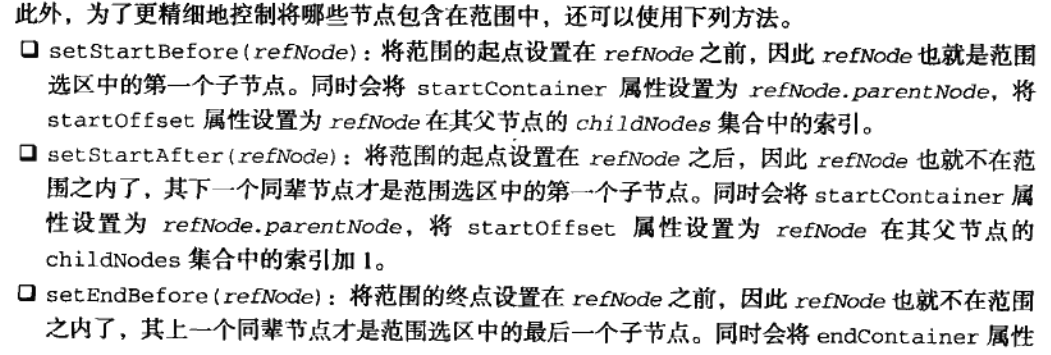 此外，为了更精细地控制将哪些节点包含在范围中，还可以使用下列方法。
❑ setStartBefore(refNode)：将范围的起点设置在 refNode 之前，因此 refNode 也就是范围
选区中的第一个子节点。同时会将 startContainer 属性设置为 refNode.parentNode，将
startOffset 属性设置为 refNode 在其父节点的 childNodes 集合中的索引。
❑ setStartAfter(refNode)：将范围的起点设置在 refNode 之后，因此 refNode 也就不在范
围之内了，其下一个同辈节点才是范围选区中的第一个子节点。同时会将 startContainer 属
性设置为 refNode.parentNode，将 startOffset 属性设置为 refNode 在其父节点的
childNodes 集合中的索引加 1。
❑ setEndBefore(refNode)：将范围的终点设置在 refNode 之前，因此 refNode 也就不在范围
之内了，其上一个同辈节点才是范围选区中的最后一个子节点。同时会将 endContainer 属性